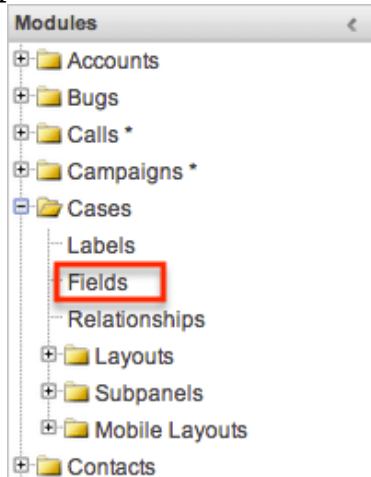 Modules
Accounts
Bugs
Calls *
Campaigns *
Cases
Labels
Fields
Relationships
Layouts
Subpanels
Mobile Layouts
Contacts